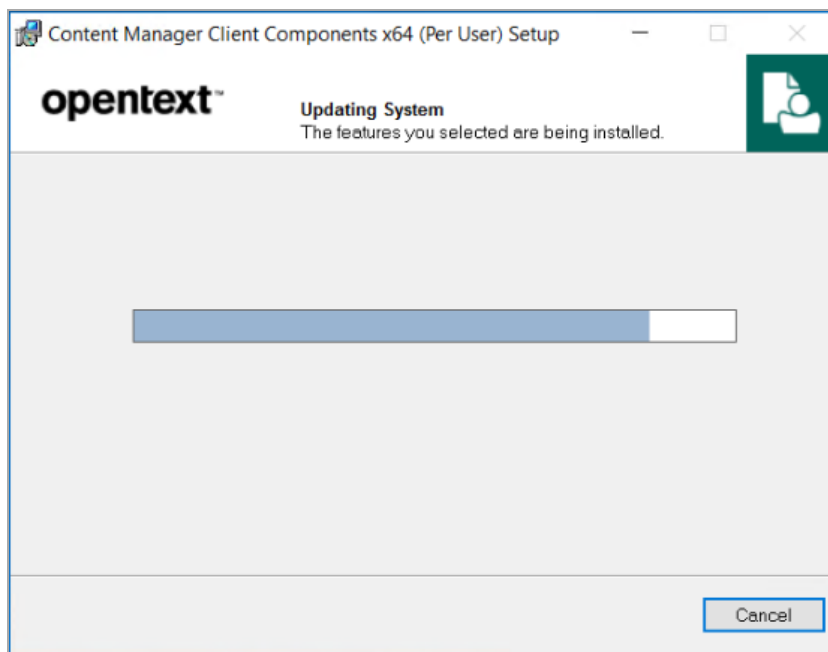 Content Manager Client Components x64 (Per User) Setup
opentext™
Updating System
The features you selected are being installed.
Cancel